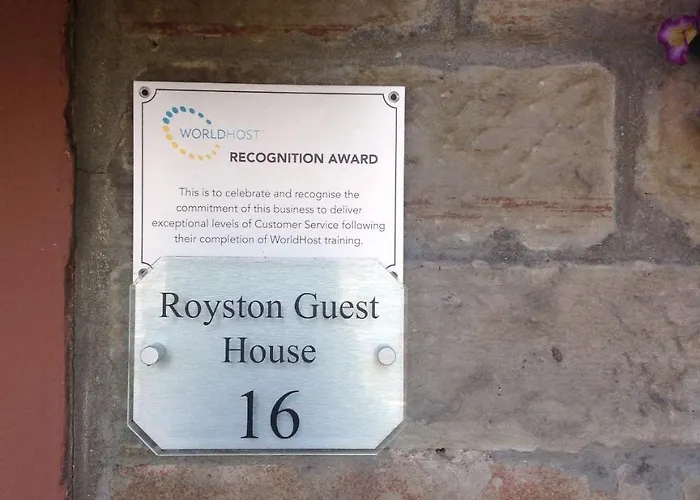 WORLDHOST™
RECOGNITION AWARD
This is to celebrate and recognise the
commitment of this business to deliver
exceptional levels of Customer Service following
their completion of WorldHost training.
Royston Guest
House
16